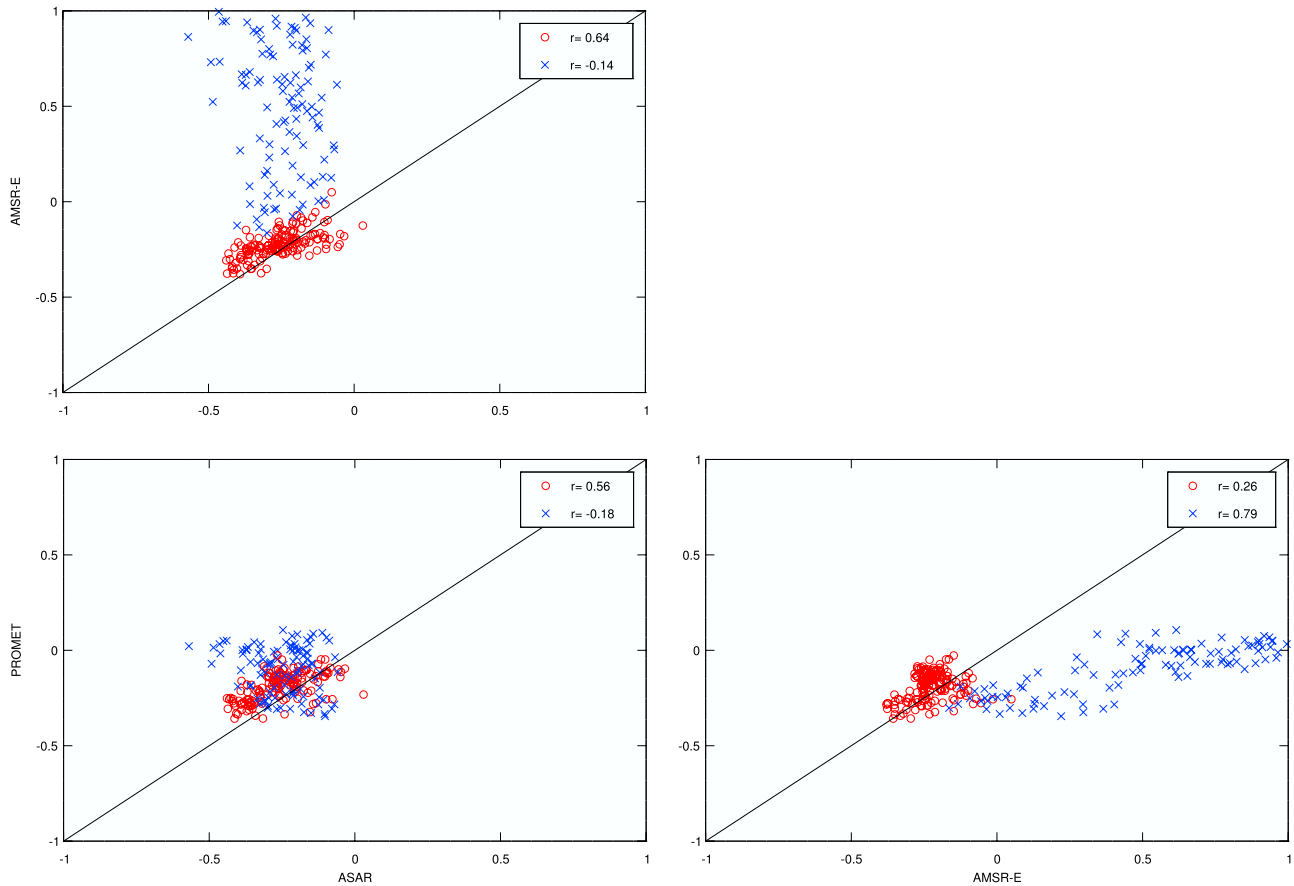 1
r= 0.64
r= -0.14
0.5
AMSR-E
0
-0.5
-1
-1 -0.5 0 0.5 1
1 1
r= 0.56 r= 0.26
r= -0.18 r= 0.79
0.5 0.5
PROMET
0 0
-0.5 -0.5
-1 -1
-1 -0.5 0 0.5 1 -1 -0.5 0 0.5 1
ASAR AMSR-E